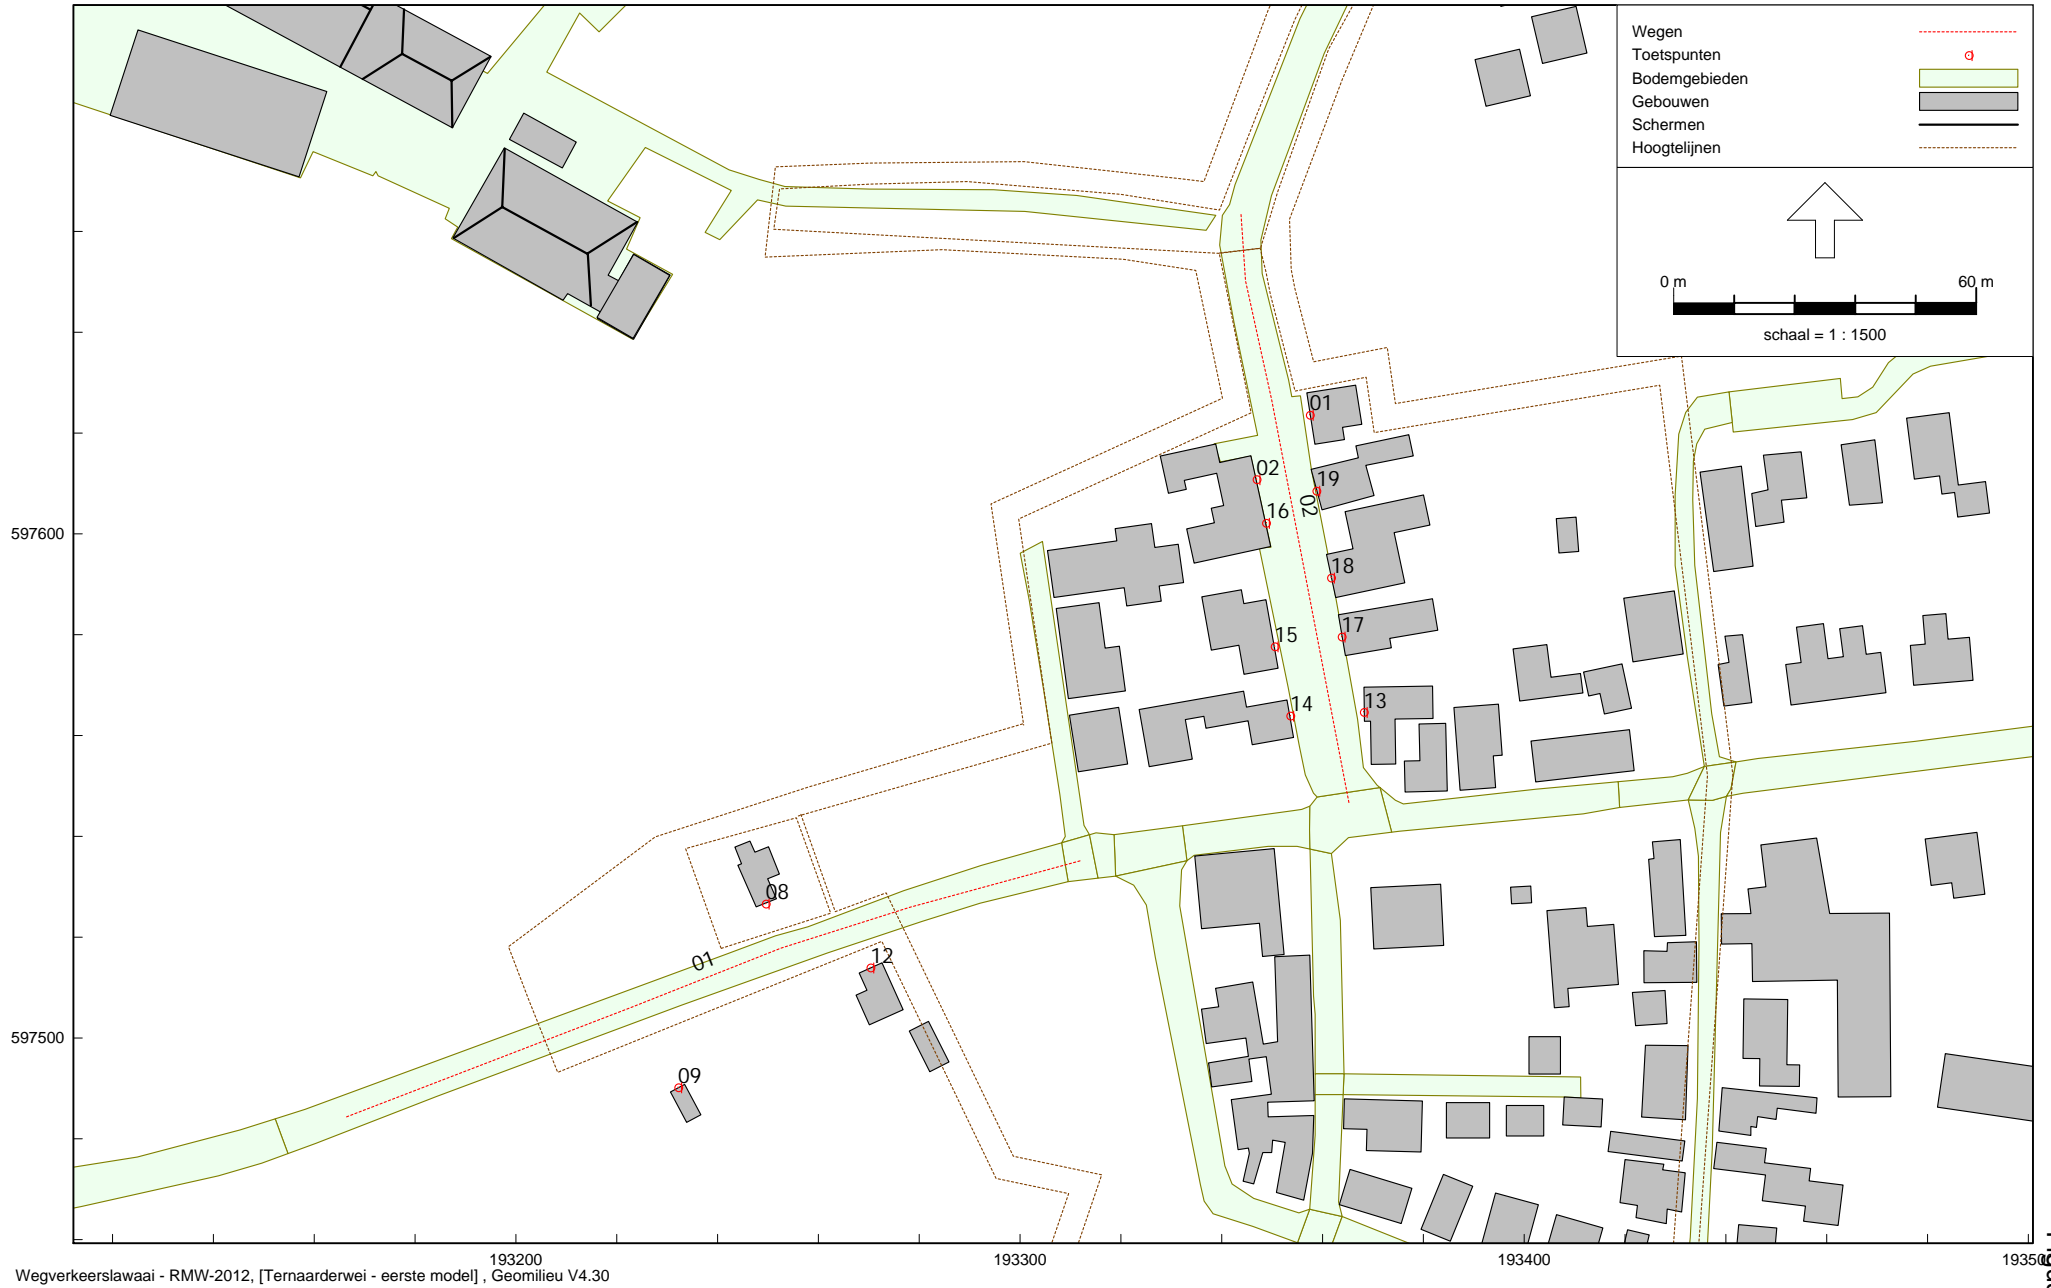 Wegen
Toetspunten
Bodemgebieden
Gebouwen
Schermen
Hoogtelijnen
0 m 60 m
schaal = 1 : 1500
01
02
19
02
16
18
17
15
14
13
08
12
01
09
597600
597500
193200 193300 193400
Wegverkeerslawaai - RMW-2012, [Ternaarderwei - eerste model] , Geomilieu V4.30